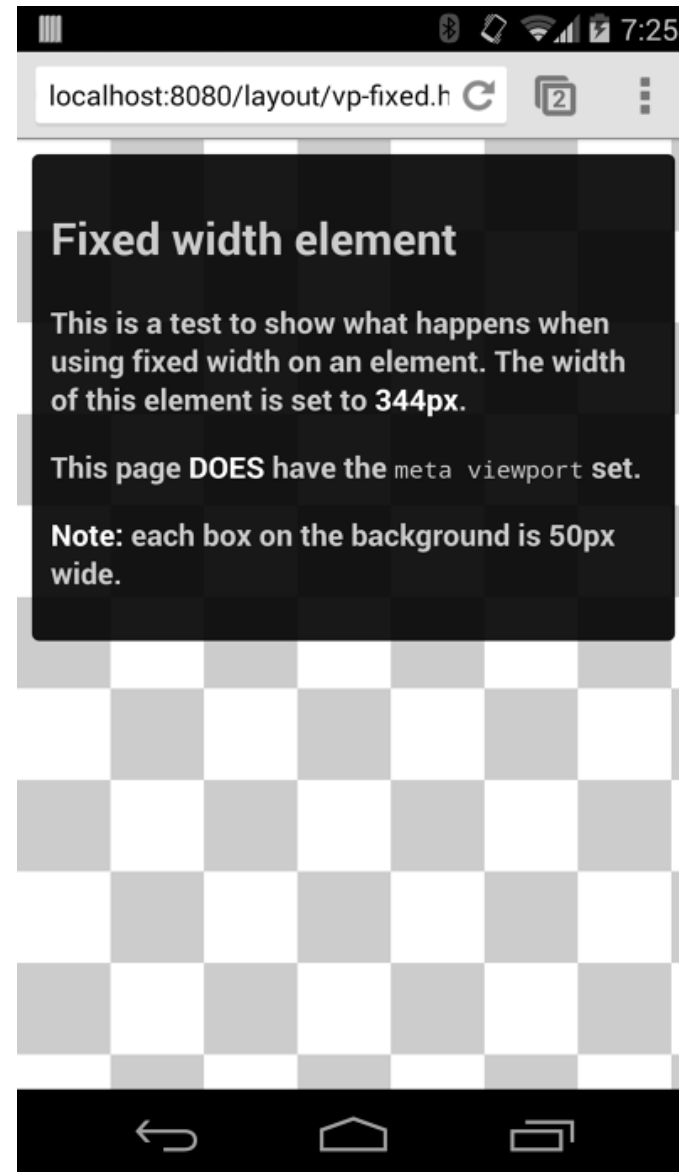 7:25
localhost:8080/layout/vp-fixed.h
2
Fixed width element
This is a test to show what happens when
using fixed width on an element. The width
of this element is set to 344px.
This page DOES have the meta viewport set.
Note: each box on the background is 50px
wide.